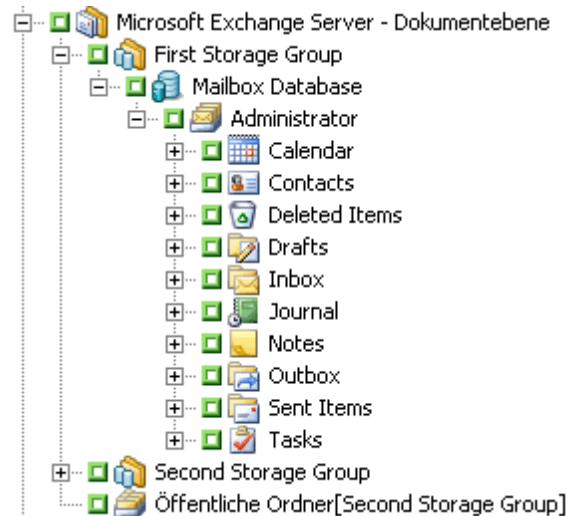 Microsoft Exchange Server - Dokumentebene
First Storage Group
Mailbox Database
Administrator
Calendar
Contacts
Deleted Items
Drafts
Inbox
Journal
Notes
Outbox
Sent Items
Tasks
Second Storage Group
Öffentliche Ordner[Second Storage Group]